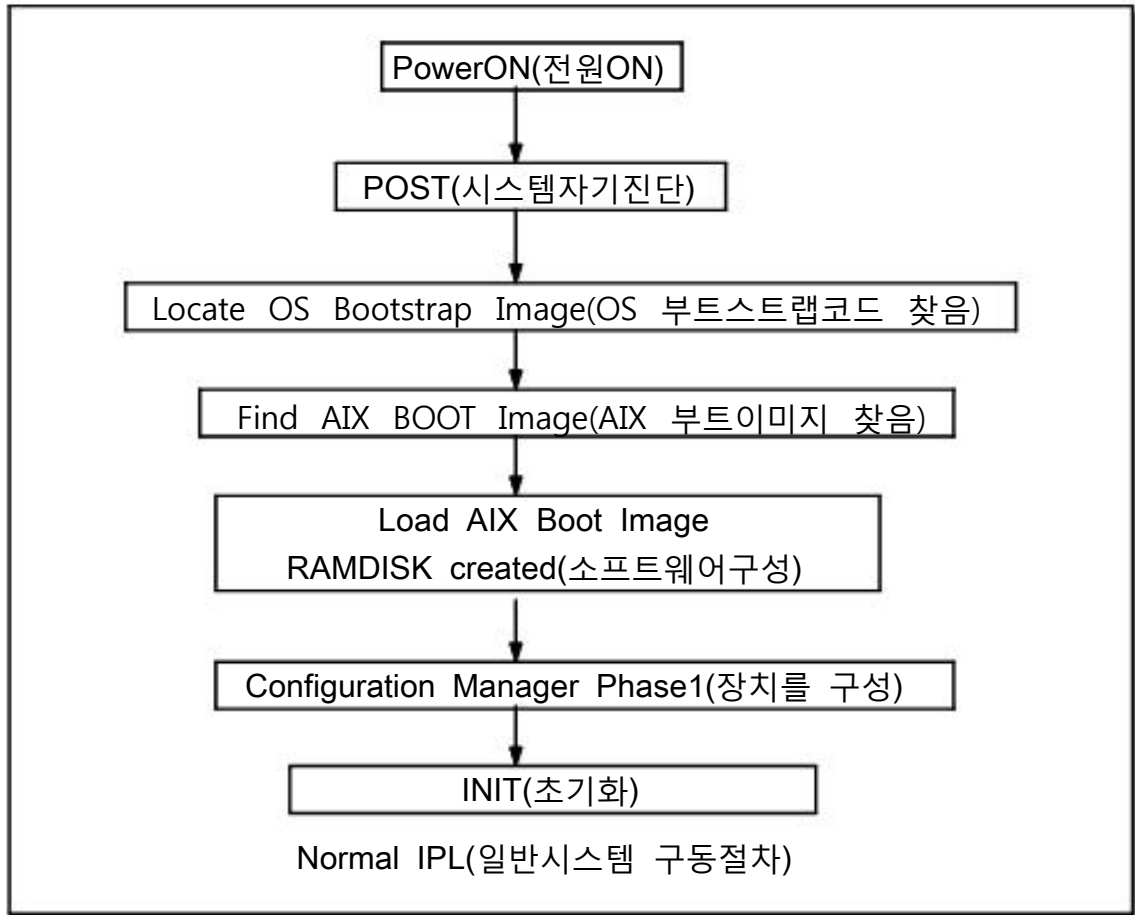 PowerON(전원ON)
POST(시스템자기진단)
Locate OS Bootstrap Image(OS 부트스트랩코드 찾음)
Find AIX BOOT Image(AIX 부트이미지 찾음)
Load AIX Boot Image
RAMDISK created(소프트웨어구성)
Configuration Manager Phase1(장치를 구성)
INIT(초기화)
Normal IPL(일반시스템 구동절차)